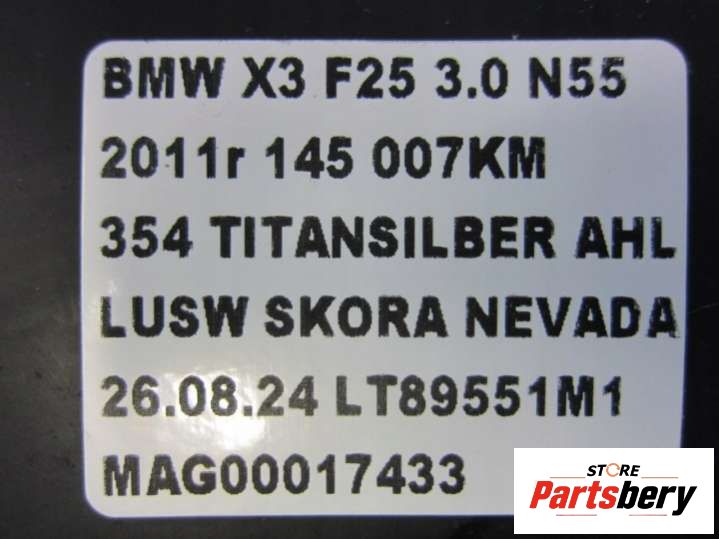 BMW X3 F25 3.0 N55
2011r 145 007KM
354 TITANSILBER AHL
LUSW SKORA NEVADA
26.08.24 LT89551M1
MAG00017433
STORE
Partsbery